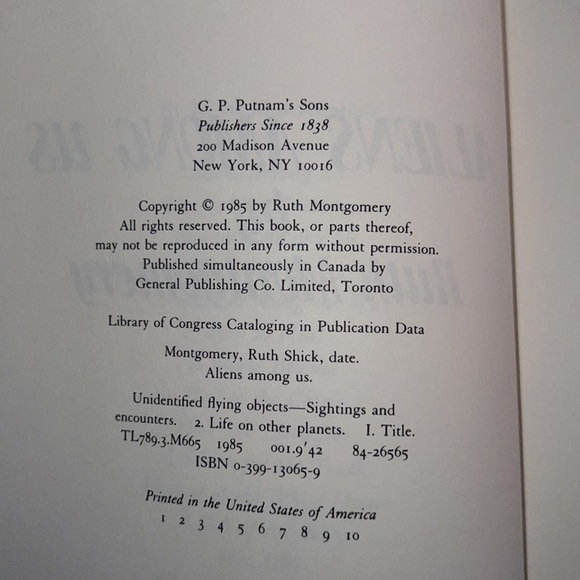 G. P. Putnam's Sons
Publishers Since 1838
200 Madison Avenue
New York, NY 10016
Copyright © 1985 by Ruth Montgomery
All rights reserved. This book, or parts thereof,
may not be reproduced in any form without permission.
Published simultaneously in Canada by
General Publishing Co. Limited, Toronto
Library of Congress Cataloging in Publication Data
Montgomery, Ruth Shick, date.
Aliens among us.
Unidentified flying objects—Sightings and
encounters. 2. Life on other planets. I. Title.
TL789.3.M665 1985 001.9'42 84-26565
ISBN 0-399-13065-9
Printed in the United States of America
1 2 3 4 5 6 7 8 9 10